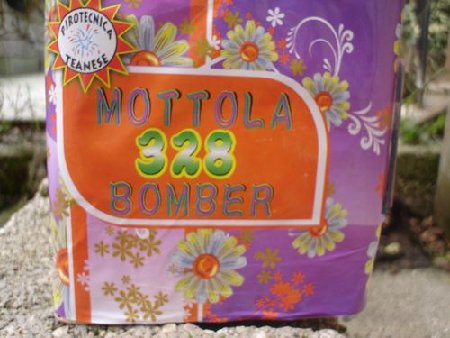 PIROTECNICA
TEANESE
MOTTOLA
328
BOMBER